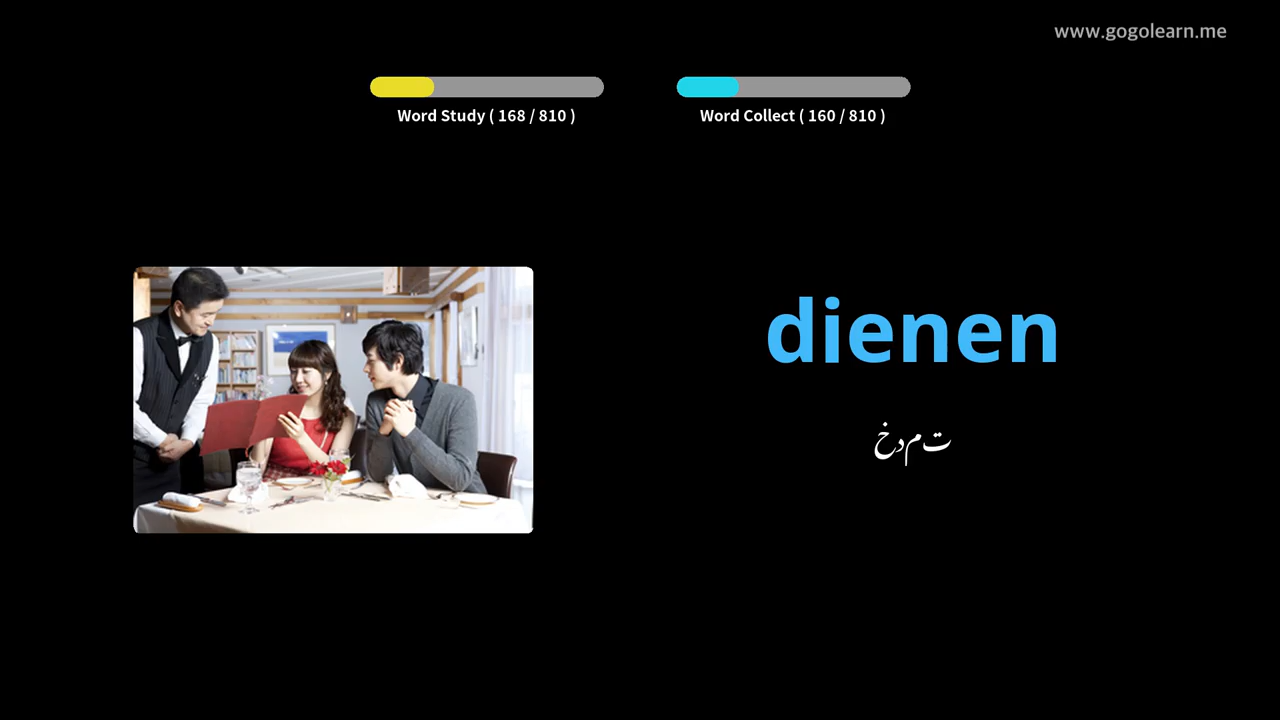 www.gogolearn.me
Word Study ( 168 / 810 )
Word Collect ( 160 / 810 )
dienen
خدمت